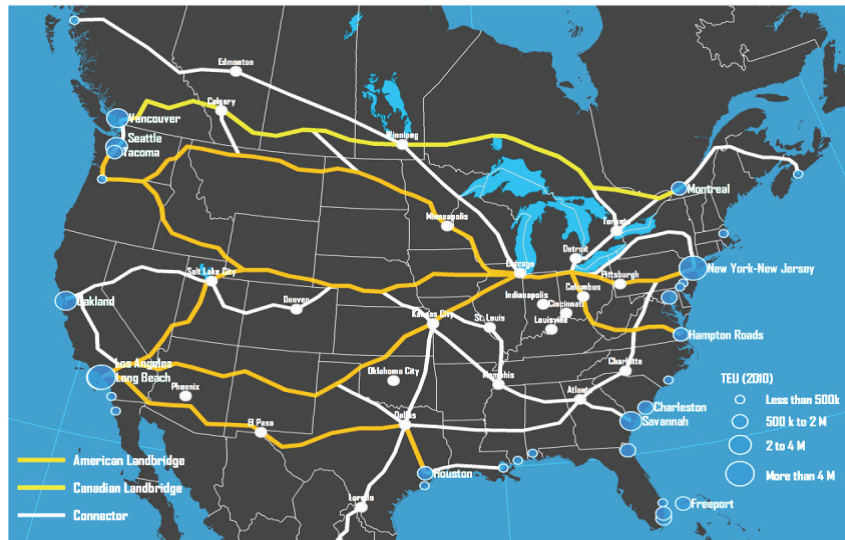 Edmonton
Calgary
Vancouver
Seattle
Tacoma
Winnipeg
Montreal
Toronto
Minneapolis
Detroit
Chicago
Salt Lake City
Pittsburgh
New York-New Jersey
Columbus
Oakland
Denver
Indianapolis
Cincinnati
Kansas City
St. Louis
Louisville
Hampton Roads
Los Angeles
Long Beach
Phoenix
Oklahoma City
Memphis
Charlotte
Atlant
El Paso
Dallas
Charleston
Savannah
Houston
Laredo
Freeport
TEU (2010)
Less than 500k
500 k to 2 M
2 to 4 M
More than 4 M
American Landbridge
Canadian Landbridge
Connector